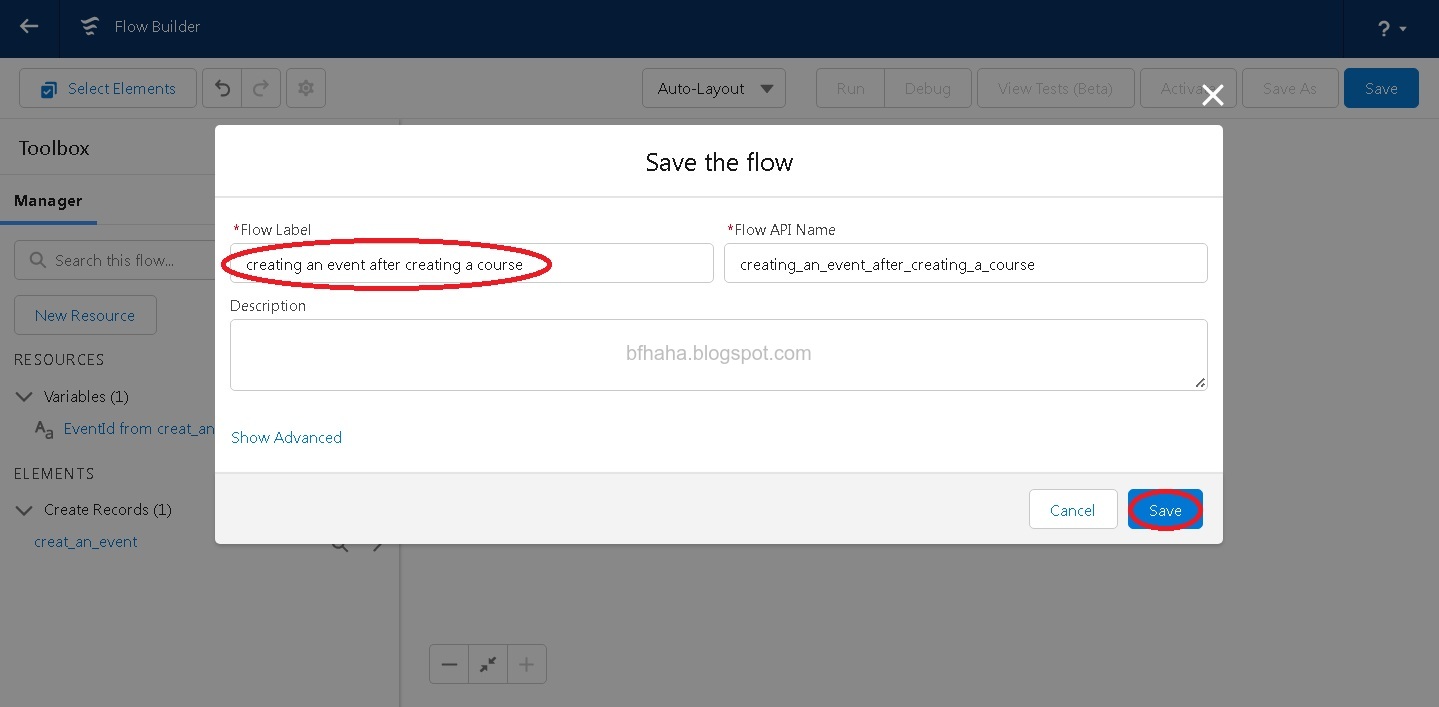 Flow Builder
?
Select Elements
Auto-Layout
Run
Debug
View Tests (Beta)
Activa
Save As
Save
Toolbox
Manager
Search this flow...
New Resource
RESOURCES
Variables (1)
Aa EventId from creat_an
ELEMENTS
Create Records (1)
creat_an_event
Save the flow
*Flow Label
*Flow API Name
creating an event after creating a course
creating_an_event_after_creating_a_course
Description
bfhaha.blogspot.com
Show Advanced
Cancel
Save